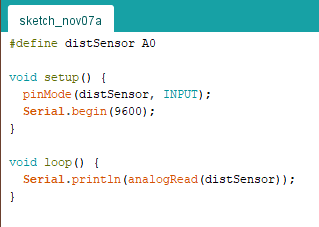 sketch_nov07a
#define distSensor A0
void setup() {
  pinMode(distSensor, INPUT);
  Serial.begin(9600);
}
void loop() {
  Serial.println(analogRead(distSensor));
}